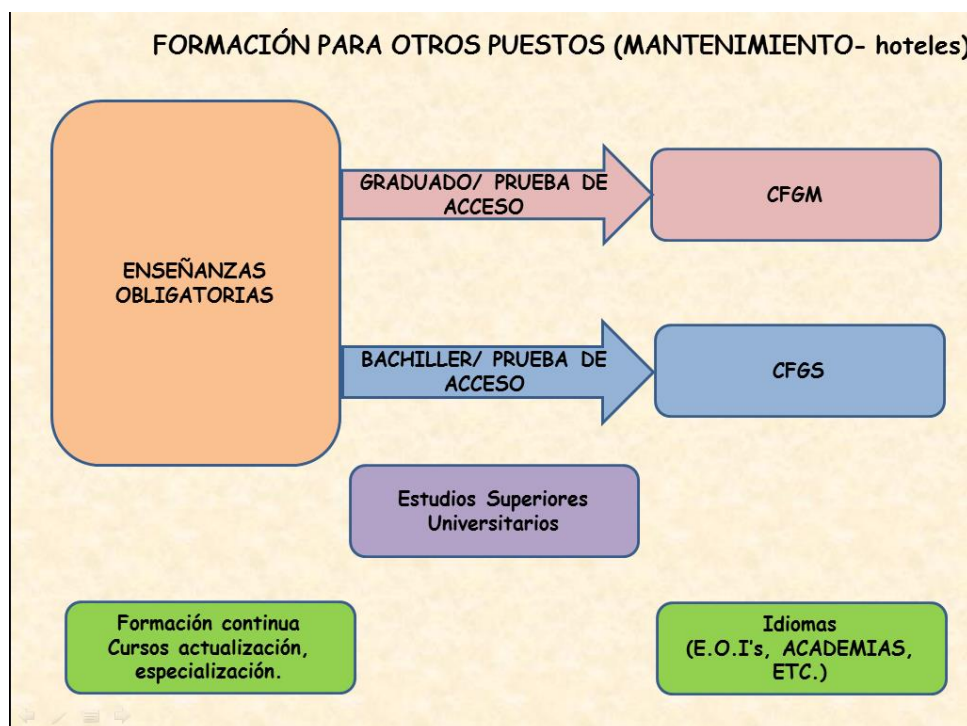 FORMACIÓN PARA OTROS PUESTOS (MANTENIMIENTO- hoteles)
ENSEÑANZAS
OBLIGATORIAS
GRADUADO/ PRUEBA DE
ACCESO
CFGM
BACHILLER/ PRUEBA DE
ACCESO
CFGS
Estudios Superiores
Universitarios
Formación continua
Cursos actualización,
especialización.
Idiomas
(E.O.I's, ACADEMIAS,
ETC.)